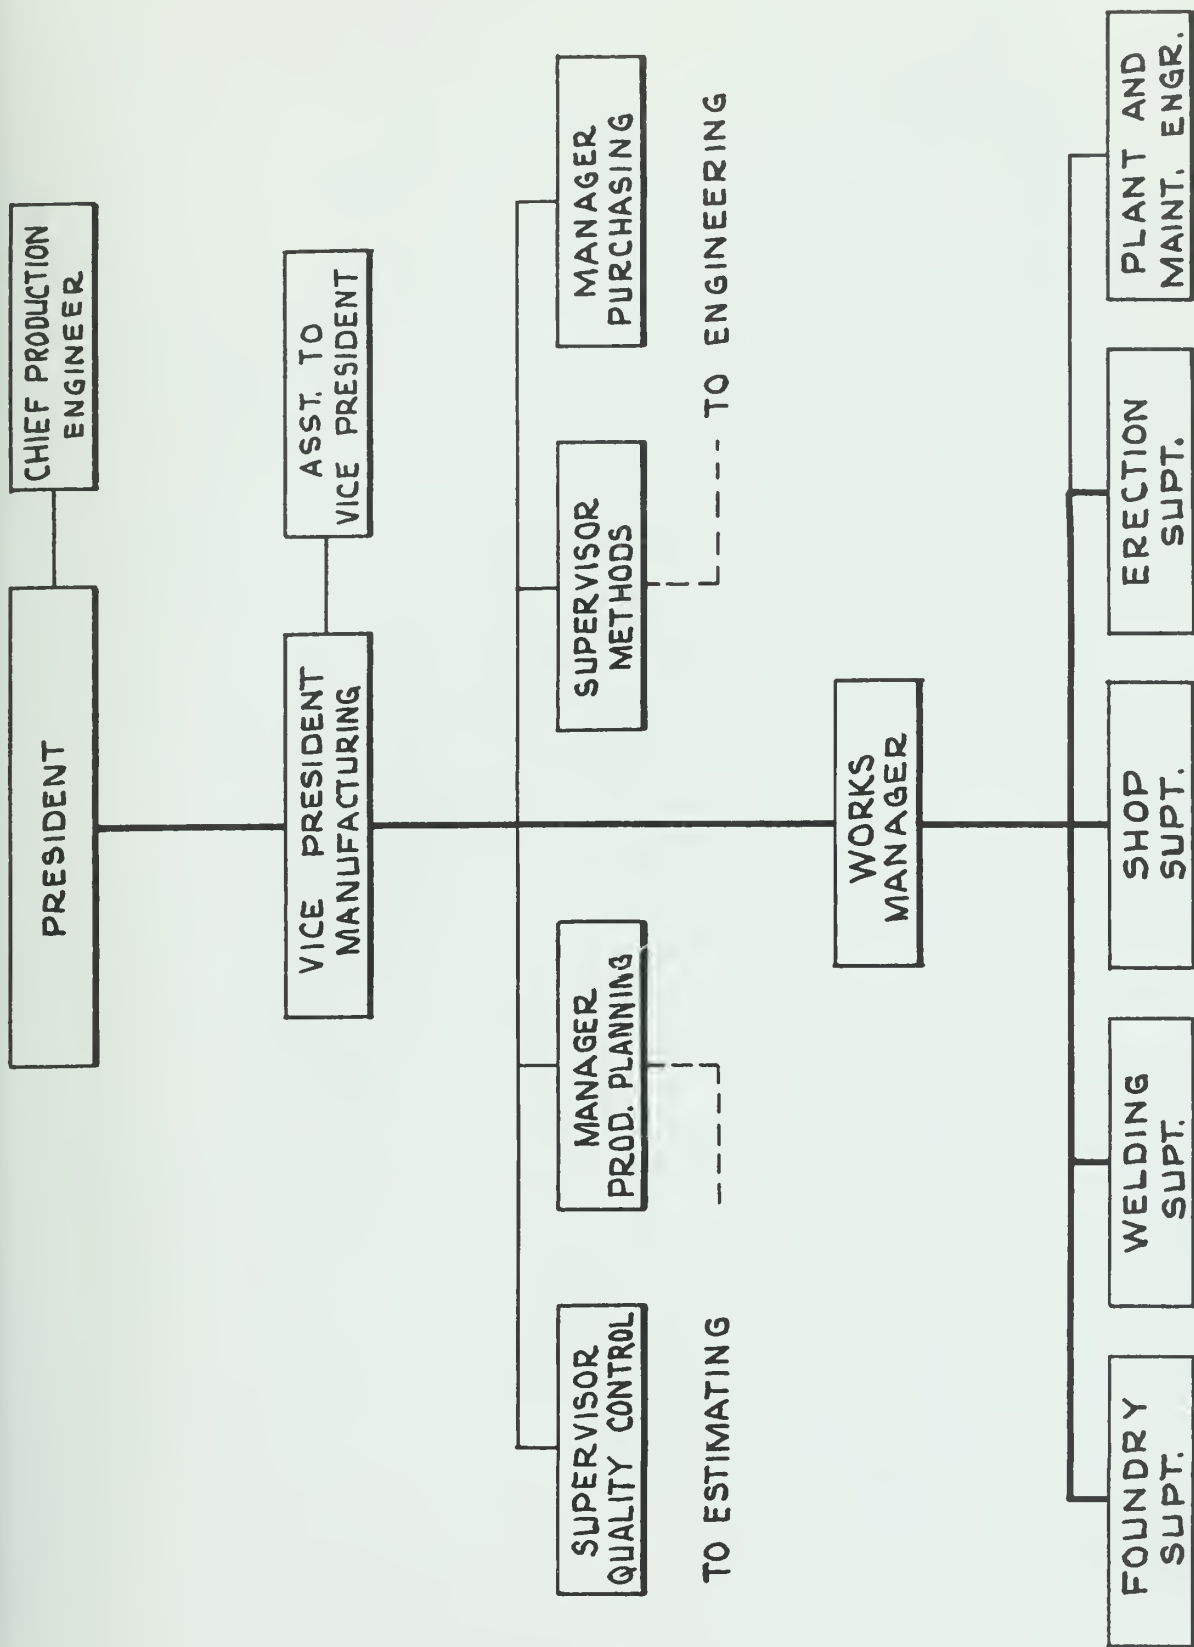 PRESIDENT
CHIEF PRODUCTION
ENGINEER
VICE PRESIDENT
MANUFACTURING
ASST. TO
VICE PRESIDENT
SUPERVISOR
QUALITY CONTROL
MANAGER
PROD. PLANNING
SUPERVISOR
METHODS
MANAGER
PURCHASING
TO ESTIMATING
TO ENGINEERING
WORKS
MANAGER
FOUNDRY
SUPT.
WELDING
SUPT.
SHOP
SUPT.
ERECTION
SUPT.
PLANT AND
MAINT. ENGR.